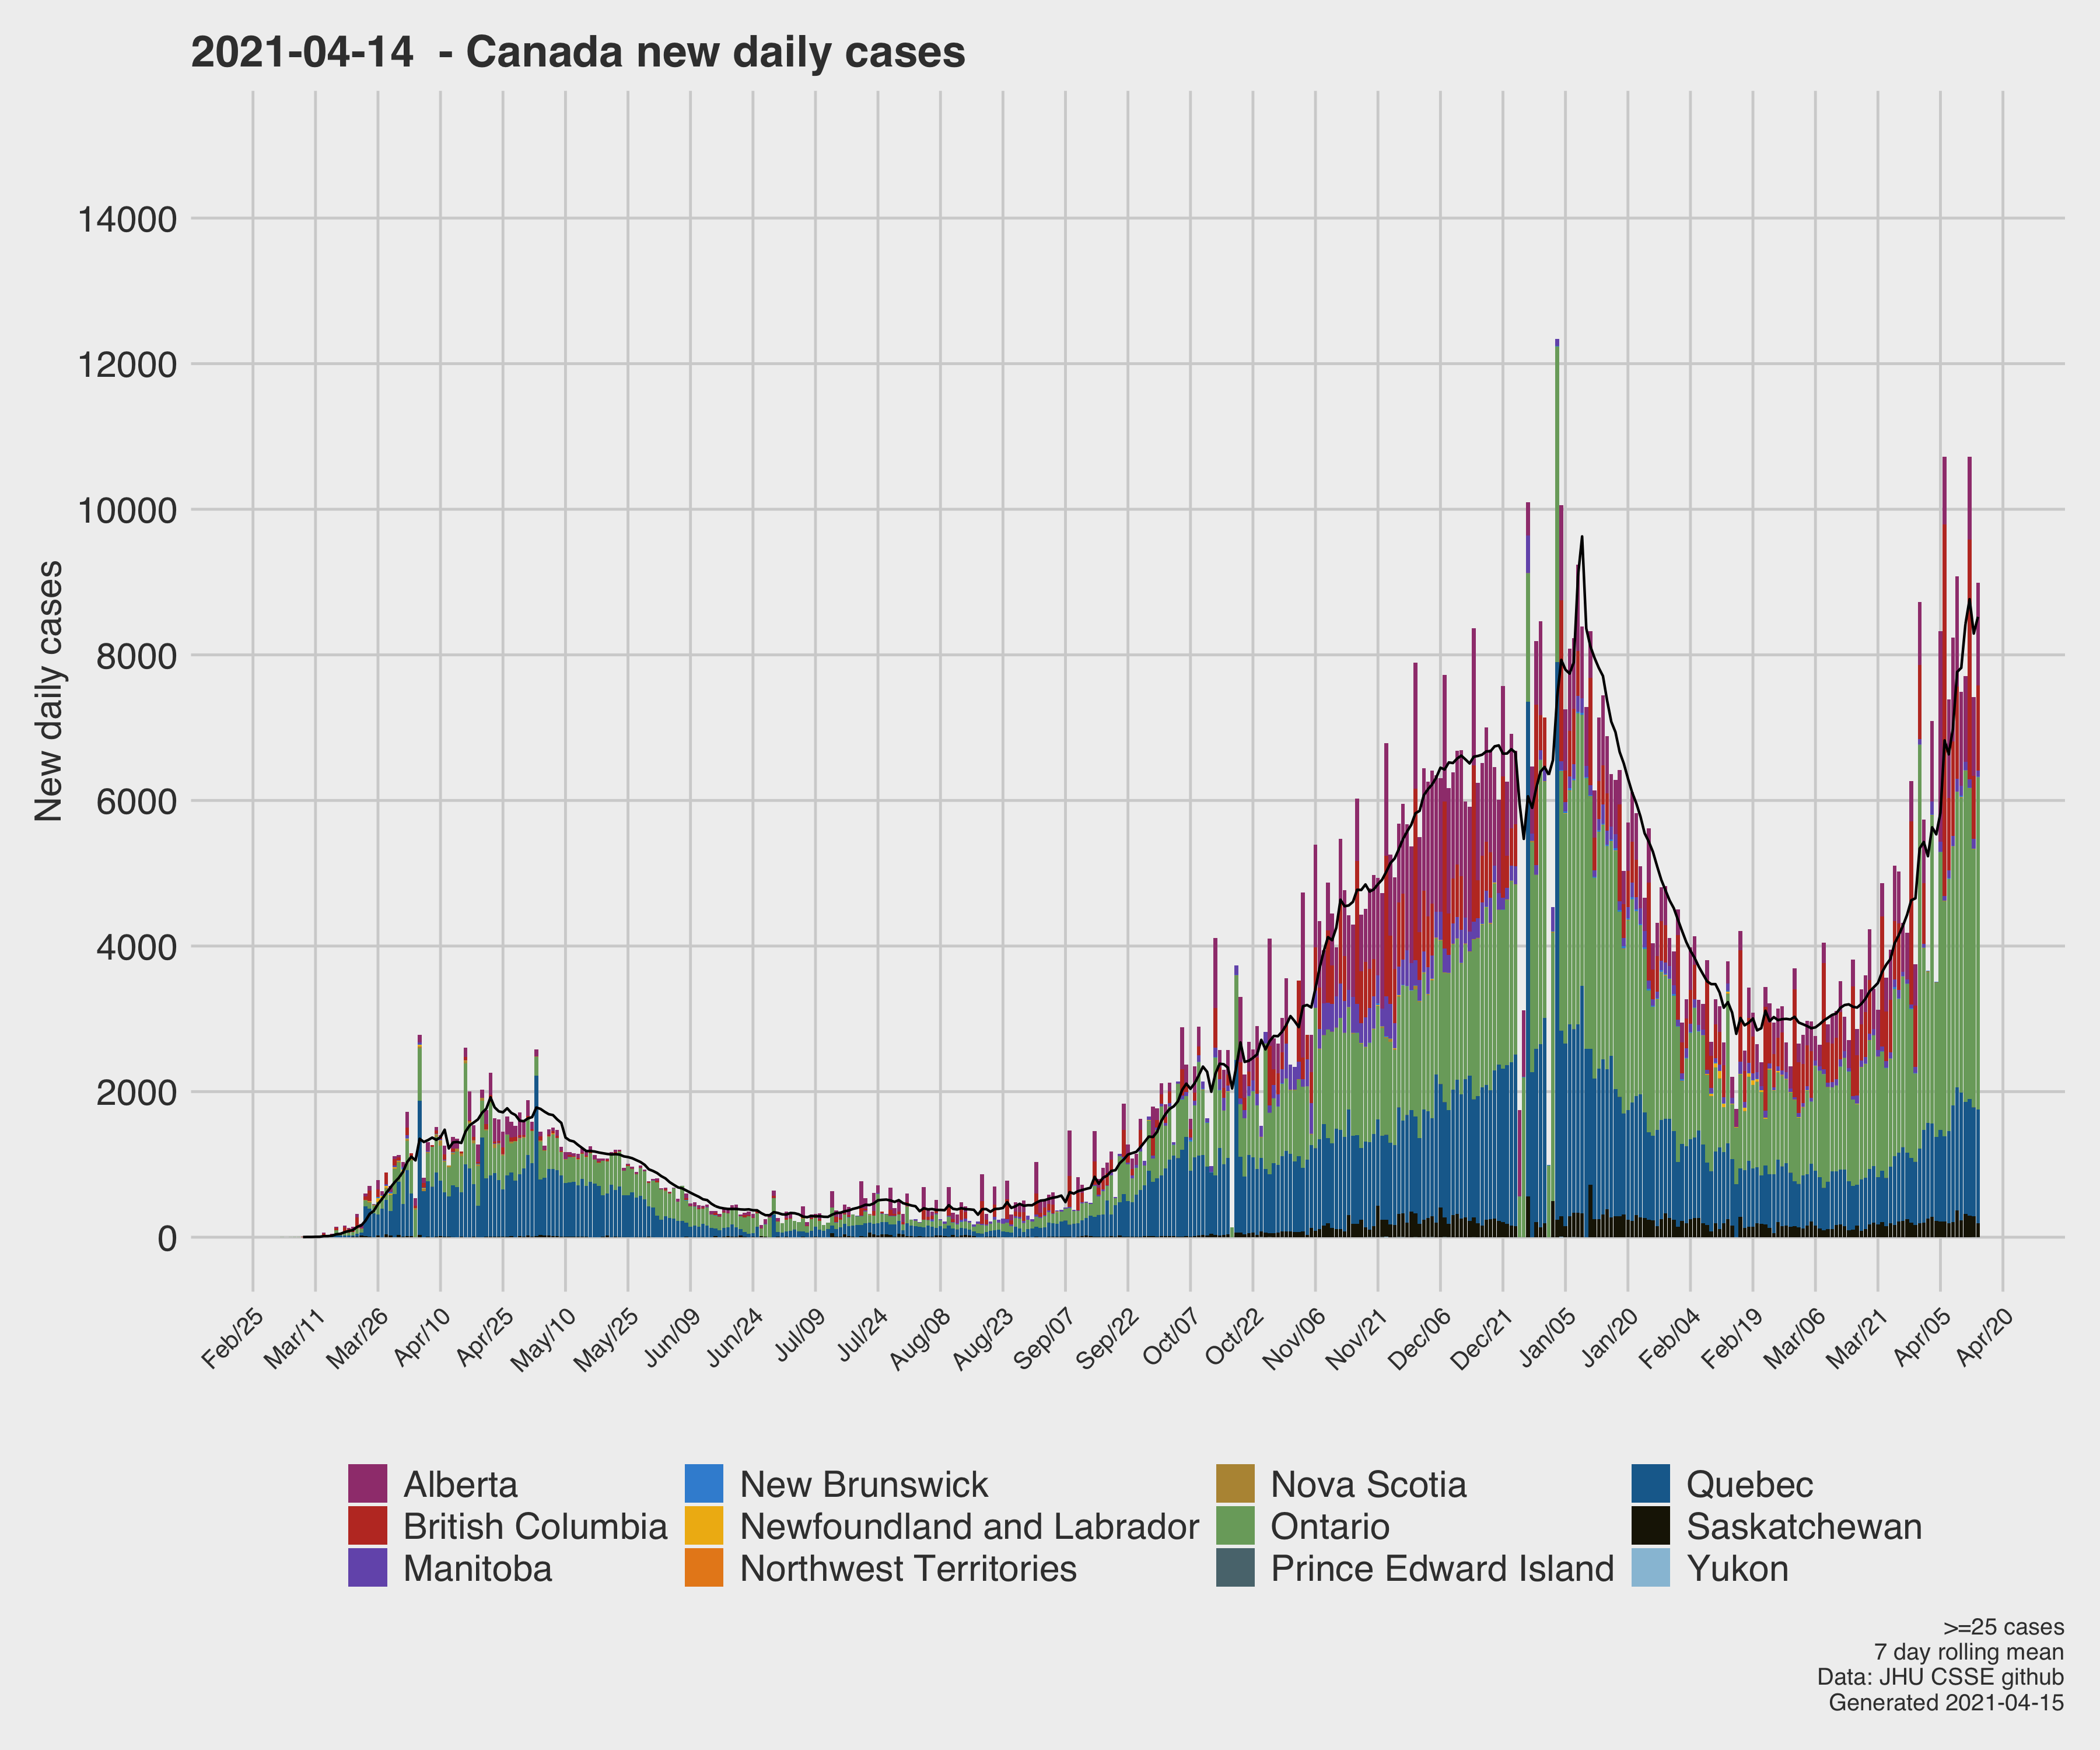 2021-04-14 - Canada new daily cases
New daily cases
14000
12000
10000
8000
6000
4000
2000
0
Feb/25 Mar/11 Mar/26 Apr/10 Apr/25 May/10 May/25 Jun/09 Jun/24 Jul/09 Jul/24 Aug/08 Aug/23 Sep/07 Sep/22 Oct/07 Oct/22 Nov/06 Nov/21 Dec/06 Dec/21 Jan/05 Jan/20 Feb/04 Feb/19 Mar/06 Mar/21 Apr/05 Apr/20
Alberta New Brunswick Nova Scotia Quebec
British Columbia Newfoundland and Labrador Ontario Saskatchewan
Manitoba Northwest Territories Prince Edward Island Yukon
>=25 cases
7 day rolling mean
Data: JHU CSSE github
Generated 2021-04-15